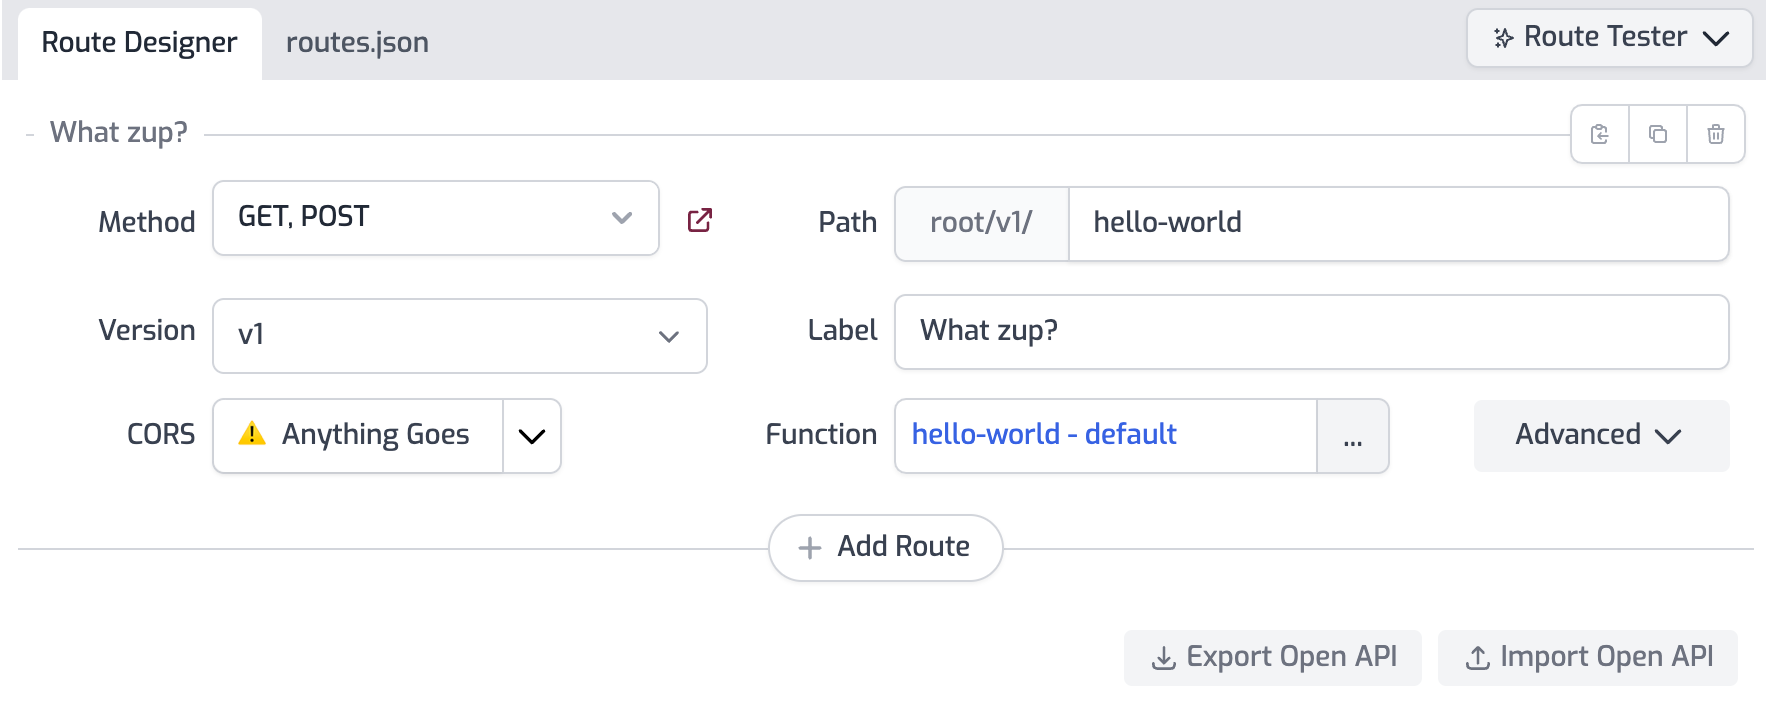 Route Designer
routes.json
Route Tester
What zup?
Method
GET, POST
Path
root/v1/
hello-world
Version
v1
Label
What zup?
CORS
Anything Goes
Function
hello-world - default
...
Advanced
Add Route
Export Open API
Import Open API